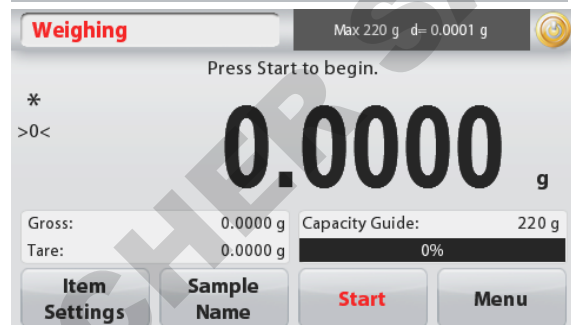 Weighing
Max 220 g d= 0.0001 g
Press Start to begin.
*
>0<
0.0000 g
Gross: 0.0000 g
Tare: 0.0000 g
Capacity Guide: 220 g
0%
Item Settings
Sample Name
Start
Menu